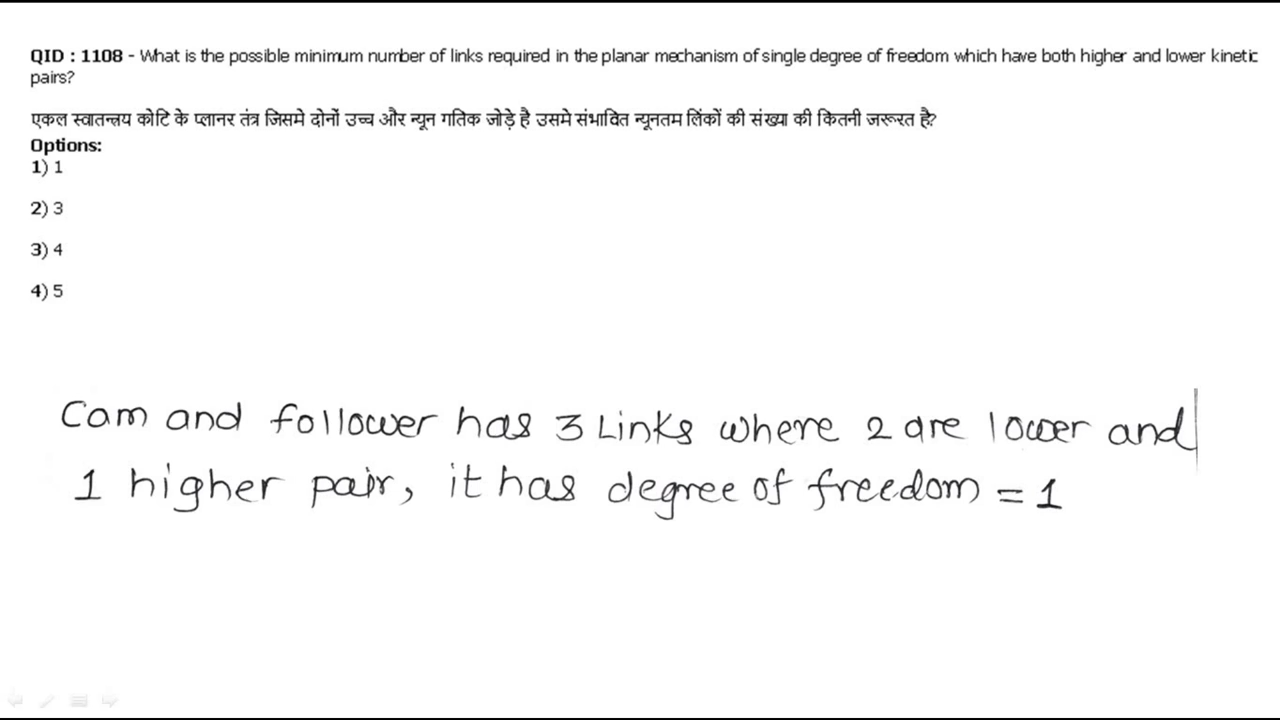 QID : 1108 - What is the possible minimum number of links required in the planar mechanism of single degree of freedom which have both higher and lower kinetic
pairs?
एकल स्वातन्त्रय कोटि के प्लानर तंत्र जिसमे दोनों उच्च और न्यून गतिक जोड़े है उसमे संभावित न्यूनतम लिंकों की संख्या की कितनी जरूरत है?
Options:
1) 1
2) 3
3) 4
4) 5
Cam and follower has 3 Links where 2 are lower and
1 higher pair, it has degree of freedom = 1